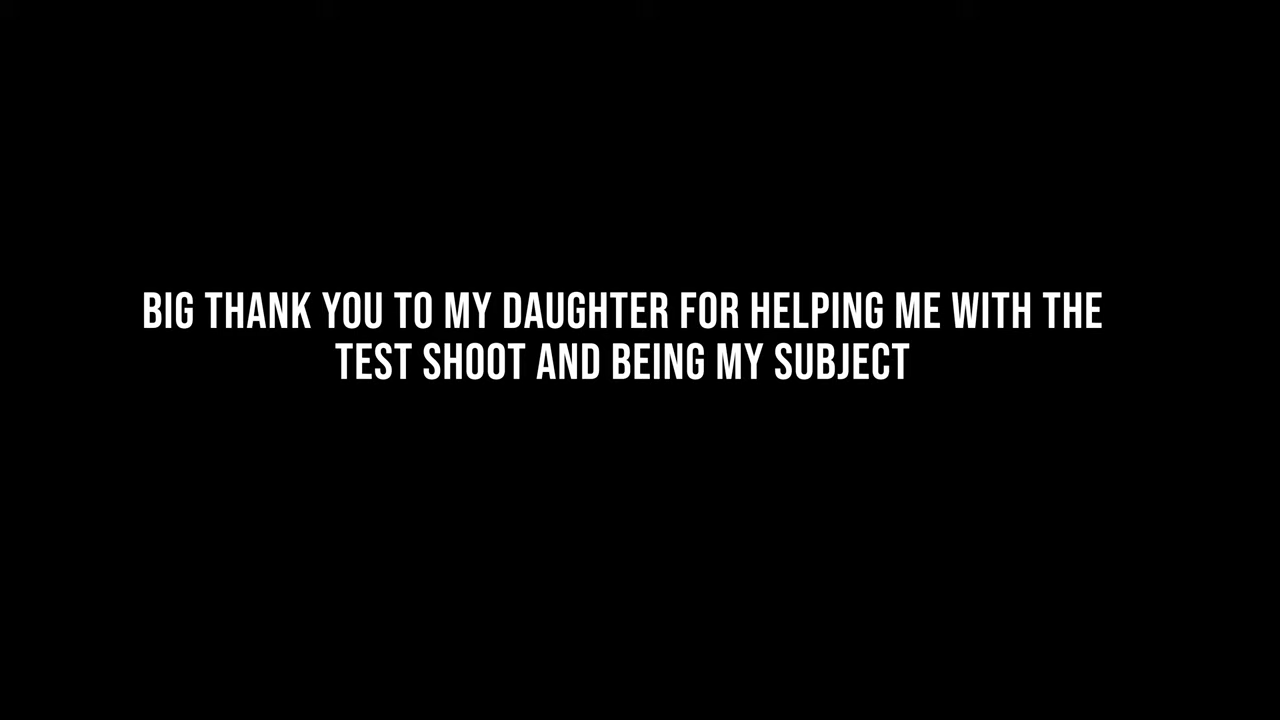 BIG THANK YOU TO MY DAUGHTER FOR HELPING ME WITH THE
TEST SHOOT AND BEING MY SUBJECT